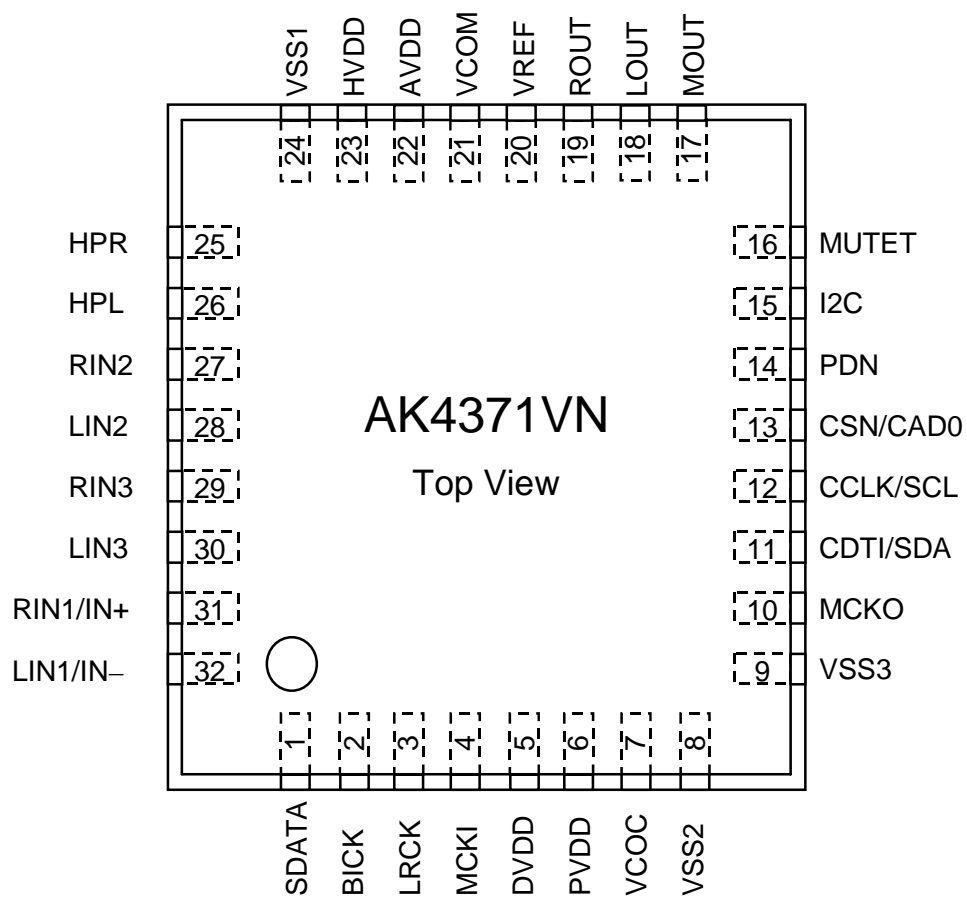 VSS1 HVDD AVDD VCOM VREF ROUT LOUT MOUT
24 23 22 21 20 19 18 17
HPR 25 16 MUTET
HPL 26 15 I2C
RIN2 27 14 PDN
LIN2 28 13 CSN/CAD0
RIN3 29 12 CCLK/SCL
LIN3 30 11 CDTI/SDA
RIN1/IN+ 31 10 MCKO
LIN1/IN− 32 9 VSS3
AK4371VN
Top View
1 2 3 4 5 6 7 8
SDATA BICK LRCK MCKI DVDD PVDD VCOC VSS2